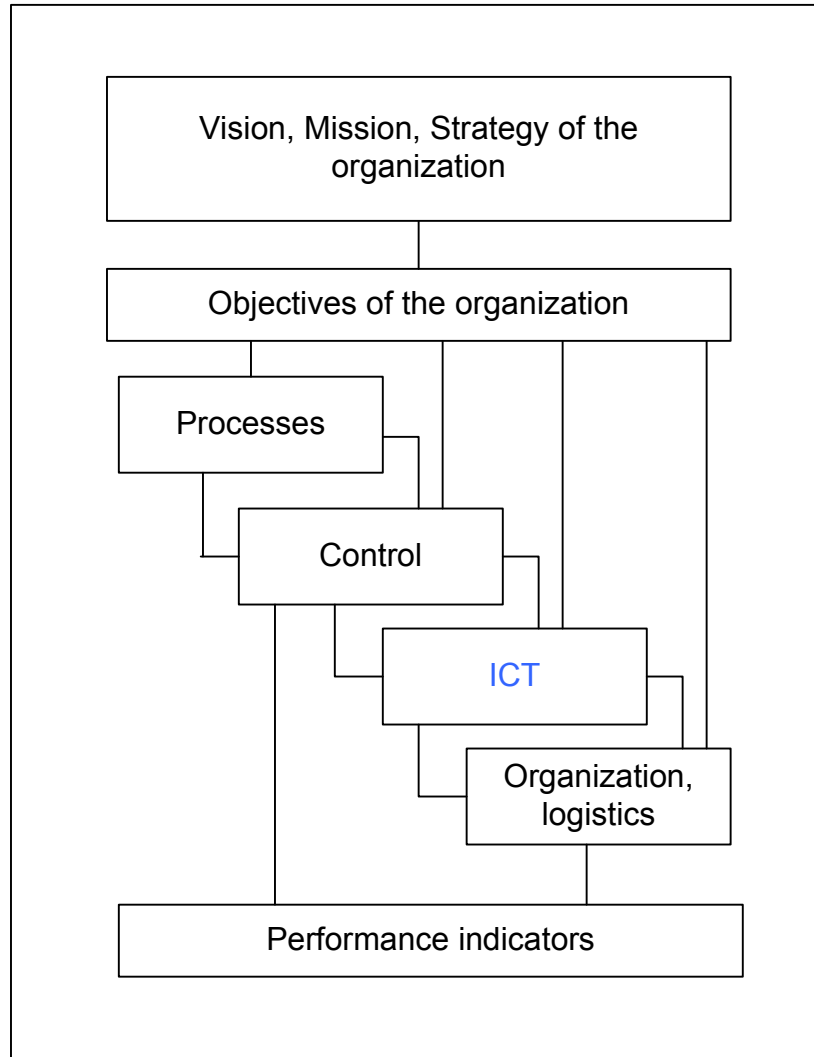 Vision, Mission, Strategy of the
organization
Objectives of the organization
Processes
Control
ICT
Organization,
logistics
Performance indicators